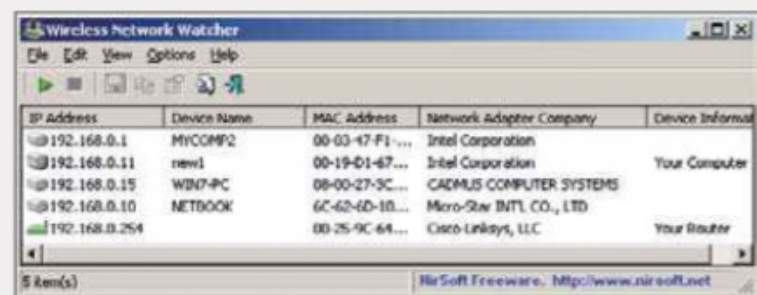 Wireless Network Watcher
File Edit View Options Help
IP Address Device Name MAC Address Network Adapter Company Device Informat
192.168.0.1 MYCOMP2 00-03-47-F1-... Intel Corporation
192.168.0.11 new1 00-19-D1-67... Intel Corporation Your Computer
192.168.0.15 WIN7-PC 08-00-27-3C... CADMUS COMPUTER SYSTEMS
192.168.0.10 NETBOOK 6C-62-6D-10... Micro-Star INT'L CO., LTD
192.168.0.254 00-25-9C-64... Cisco-Linksys, LLC Your Router
5 item(s) NirSoft Freeware. http://www.nirsoft.net